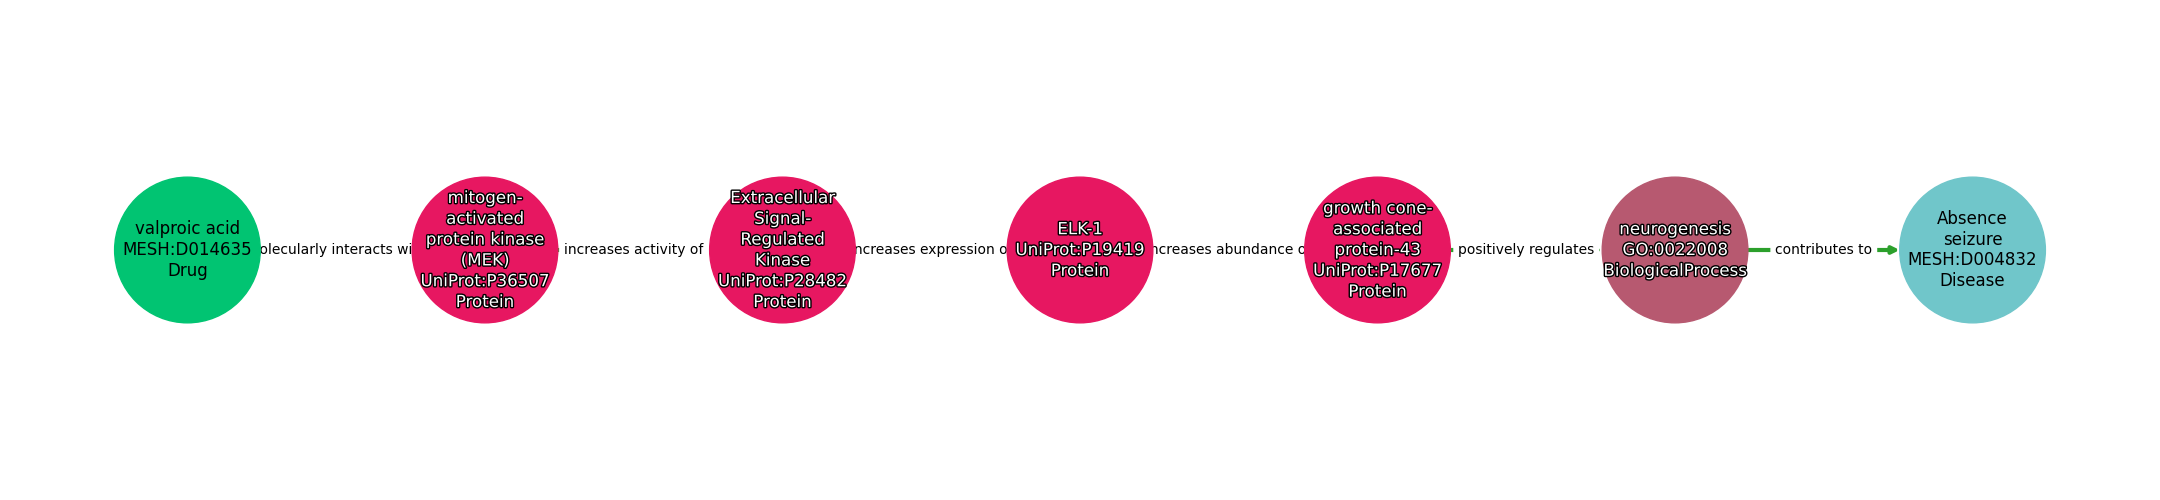 valproic acid
MESH:D014635
Drug
olecularly interacts wi
mitogen-
activated
protein kinase
(MEK)
UniProt:P36507
Protein
increases activity of
Extracellular
Signal-
Regulated
Kinase
UniProt:P28482
Protein
ncreases expression o
ELK-1
UniProt:P19419
Protein
ncreases abundance o
growth cone-
associated
protein-43
UniProt:P17677
Protein
positively regulates
neurogenesis
GO:0022008
BiologicalProcess
contributes to
Absence
seizure
MESH:D004832
Disease